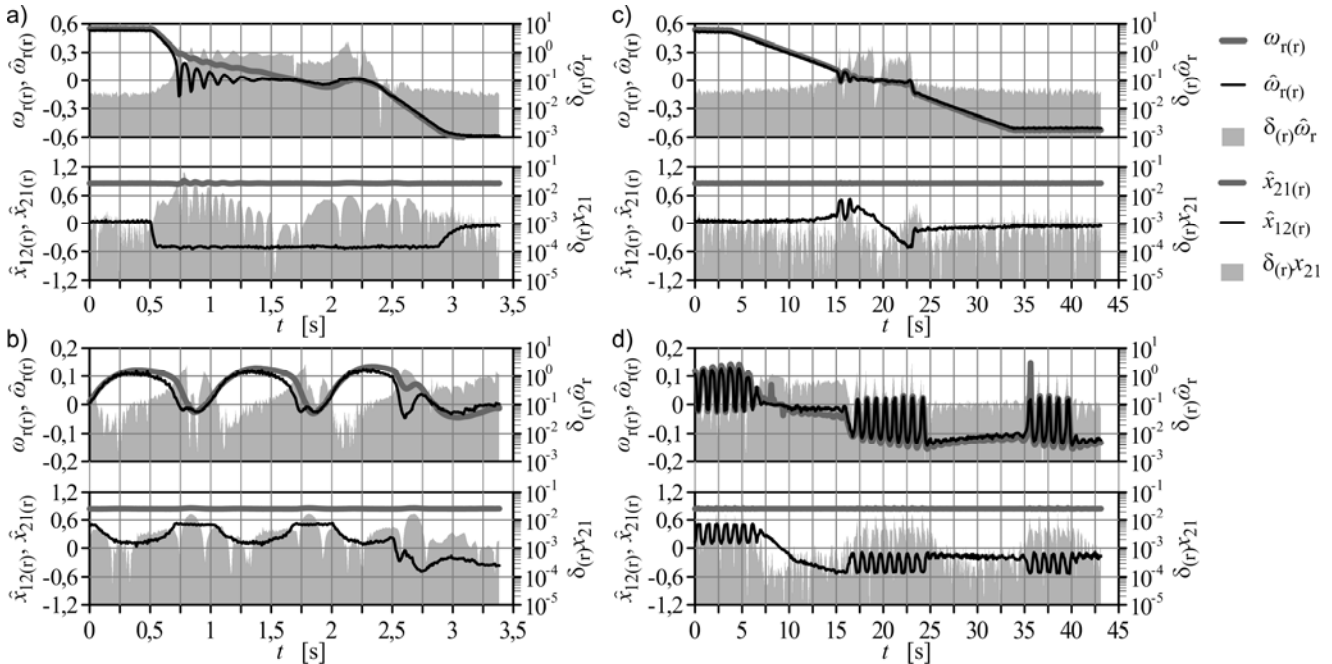 a)
ω_r(r), ω̂_r(r)
0,6
0,3
0
-0,3
-0,6
10^1
10^0
10^-1
10^-2
10^-3
δ_(r)ω̂_r
x̂_12(r), x̂_21(r)
1,2
0,6
0
-0,6
-1,2
10^-1
10^-2
10^-3
10^-4
10^-5
δ_(r)x_21
0 0,5 1 1,5 2 2,5 3 3,5
t [s]
b)
ω_r(r), ω̂_r(r)
0,2
0,1
0
-0,1
-0,2
10^1
10^0
10^-1
10^-2
10^-3
δ_(r)ω̂_r
x̂_12(r), x̂_21(r)
1,2
0,6
0
-0,6
-1,2
10^-1
10^-2
10^-3
10^-4
10^-5
δ_(r)x_21
0 0,5 1 1,5 2 2,5 3 3,5
t [s]
c)
ω_r(r), ω̂_r(r)
0,6
0,3
0
-0,3
-0,6
10^1
10^0
10^-1
10^-2
10^-3
δ_(r)ω̂_r
x̂_12(r), x̂_21(r)
1,2
0,6
0
-0,6
-1,2
10^-1
10^-2
10^-3
10^-4
10^-5
δ_(r)x_21
0 5 10 15 20 25 30 35 40 45
t [s]
d)
ω_r(r), ω̂_r(r)
0,2
0,1
0
-0,1
-0,2
10^1
10^0
10^-1
10^-2
10^-3
δ_(r)ω̂_r
x̂_12(r), x̂_21(r)
1,2
0,6
0
-0,6
-1,2
10^-1
10^-2
10^-3
10^-4
10^-5
δ_(r)x_21
0 5 10 15 20 25 30 35 40 45
t [s]
ω_r(r)
ω̂_r(r)
δ_(r)ω̂_r
x̂_21(r)
x̂_12(r)
δ_(r)x_21